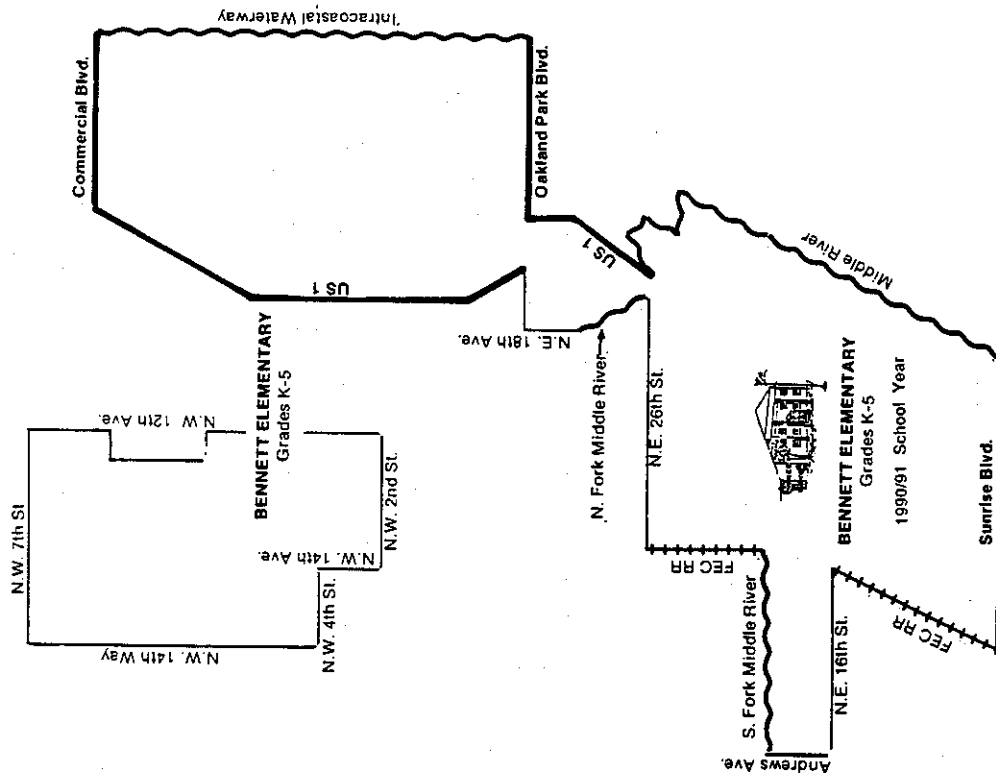 'Intracoastal Waterway
Commercial Blvd.
Oakland Park Blvd.
US 1
US 1
Middle River
N.E. 18th Ave.
N. Fork Middle River
N.E. 26th St.
BENNETT ELEMENTARY
Grades K-5
N.W. 12th Ave.
N.W. 7th St
N.W. 2nd St.
N.W. 14th Ave.
N.W. 4th St.
N.W. 14th Way
BENNETT ELEMENTARY
Grades K-5
1990/91 School Year
Sunrise Blvd.
FEC RR
S. Fork Middle River
N.E. 16th St.
FEC RR
Andrews Ave.